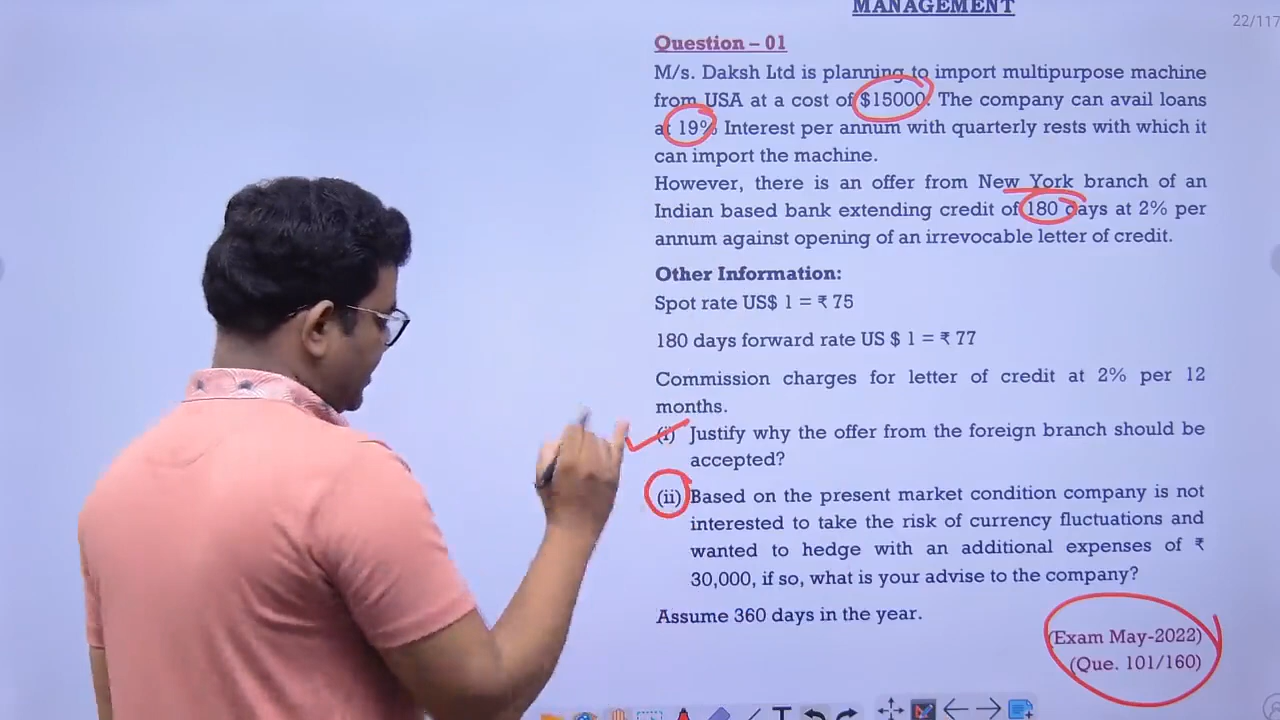 MANAGEMENT
22/117
Question – 01
M/s. Daksh Ltd is planning to import multipurpose machine
from USA at a cost of $15000. The company can avail loans
at 19% Interest per annum with quarterly rests with which it
can import the machine.
However, there is an offer from New York branch of an
Indian based bank extending credit of 180 days at 2% per
annum against opening of an irrevocable letter of credit.
Other Information:
Spot rate US$ 1 = ₹ 75
180 days forward rate US $ 1 = ₹ 77
Commission charges for letter of credit at 2% per 12
months.
(i) Justify why the offer from the foreign branch should be
accepted?
(ii) Based on the present market condition company is not
interested to take the risk of currency fluctuations and
wanted to hedge with an additional expenses of ₹
30,000, if so, what is your advise to the company?
Assume 360 days in the year.
(Exam May-2022)
(Que. 101/160)